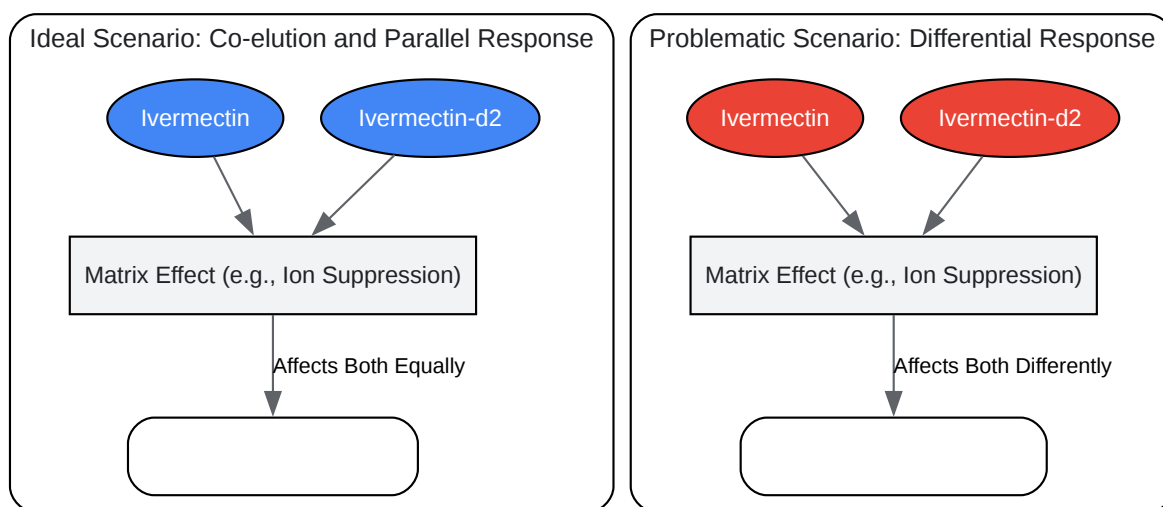 Ideal Scenario: Co-elution and Parallel Response
Ivermectin
Ivermectin-d2
Matrix Effect (e.g., Ion Suppression)
Affects Both Equally
Problematic Scenario: Differential Response
Ivermectin
Ivermectin-d2
Matrix Effect (e.g., Ion Suppression)
Affects Both Differently